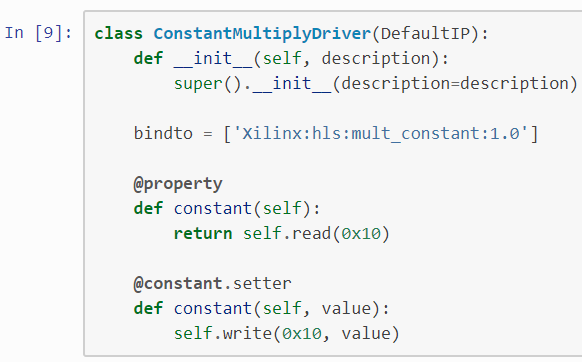 In [9]: class ConstantMultiplyDriver(DefaultIP):
    def __init__(self, description):
        super().__init__(description=description)

    bindto = ['Xilinx:hls:mult_constant:1.0']

    @property
    def constant(self):
        return self.read(0x10)

    @constant.setter
    def constant(self, value):
        self.write(0x10, value)